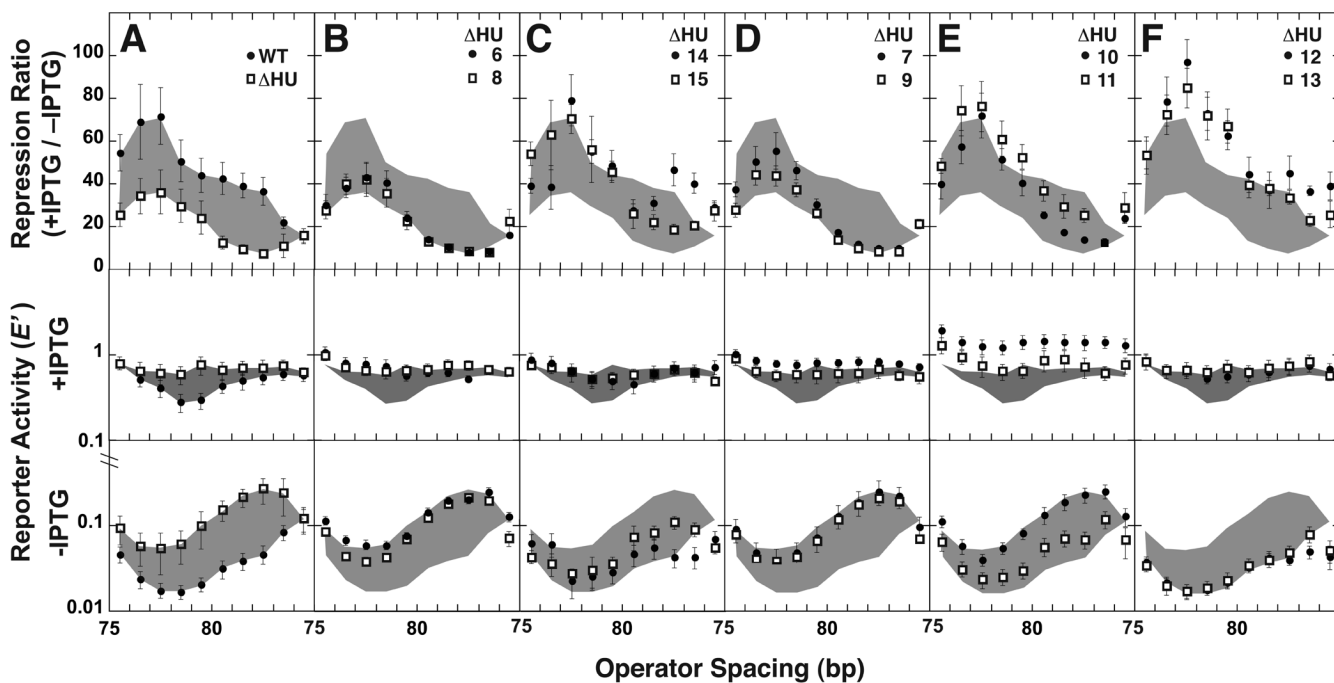 A
WT
ΔHU
B
ΔHU
6
8
C
ΔHU
14
15
D
ΔHU
7
9
E
ΔHU
10
11
F
ΔHU
12
13
Repression Ratio
(+IPTG / –IPTG)
100
80
60
40
20
0
Reporter Activity (E’)
+IPTG
-IPTG
1
0.1
0.1
0.01
75
80
75
80
75
80
75
80
75
80
75
80
Operator Spacing (bp)